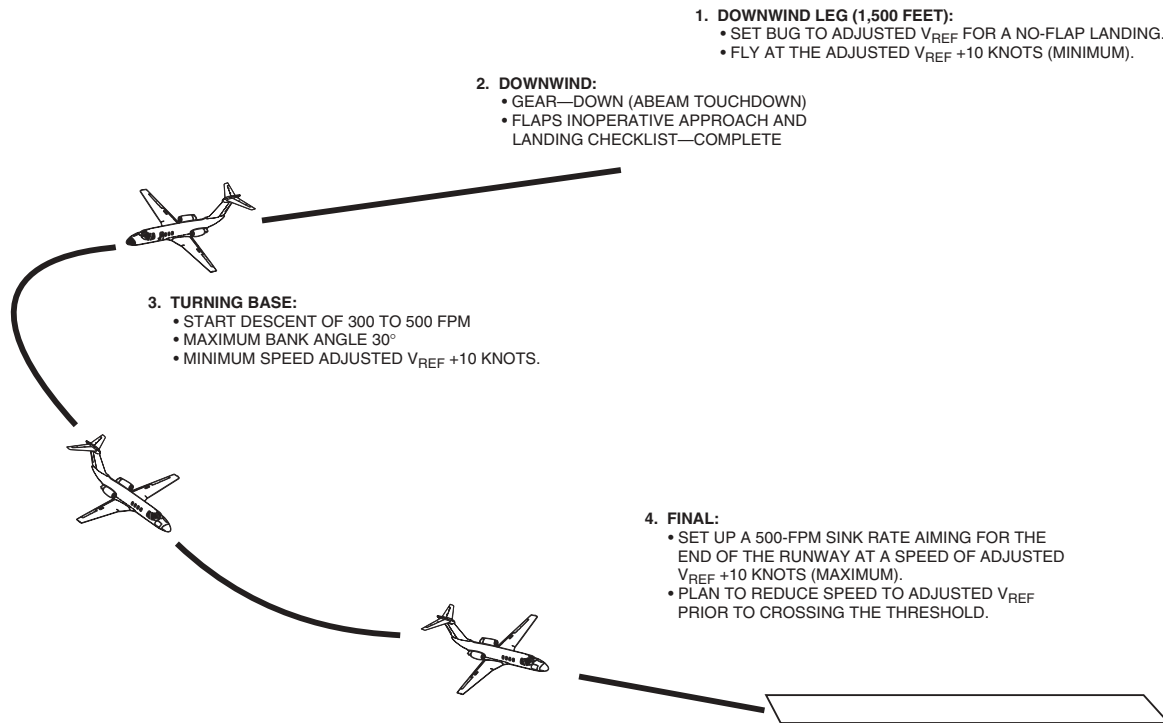 1. DOWNWIND LEG (1,500 FEET):
• SET BUG TO ADJUSTED VREF FOR A NO-FLAP LANDING.
• FLY AT THE ADJUSTED VREF +10 KNOTS (MINIMUM).
2. DOWNWIND:
• GEAR—DOWN (ABEAM TOUCHDOWN)
• FLAPS INOPERATIVE APPROACH AND
LANDING CHECKLIST—COMPLETE
3. TURNING BASE:
• START DESCENT OF 300 TO 500 FPM
• MAXIMUM BANK ANGLE 30°
• MINIMUM SPEED ADJUSTED VREF +10 KNOTS.
4. FINAL:
• SET UP A 500-FPM SINK RATE AIMING FOR THE
END OF THE RUNWAY AT A SPEED OF ADJUSTED
VREF +10 KNOTS (MAXIMUM).
• PLAN TO REDUCE SPEED TO ADJUSTED VREF
PRIOR TO CROSSING THE THRESHOLD.